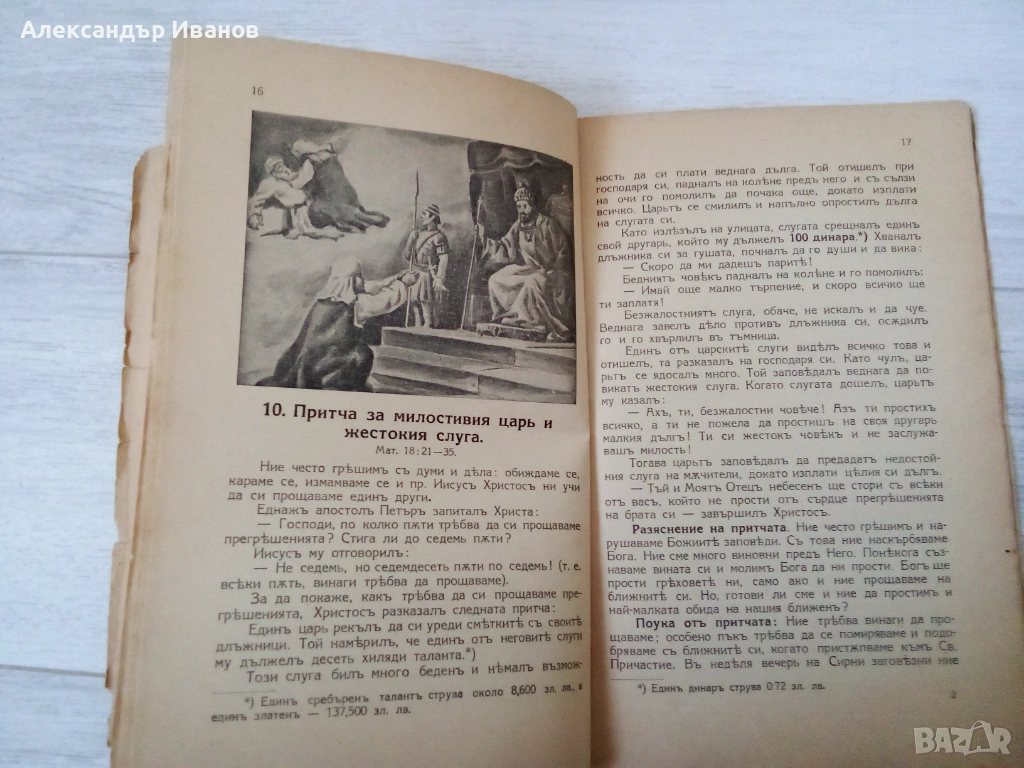 Александър Иванов
16
10. Притча за милостивия царь и
жестокия слуга.
Мат. 18:21—35.
Ние често грѣшим съ думи и дѣла: обиждаме се,
караме се, измамваме се и пр. Иисусъ Христосъ ни учи
да си прощаваме единъ други.
Еднажъ апостолъ Петъръ запиталъ Христа:
— Господи, по колко пѫти трѣбва да си прощаваме
прегрѣшенията? Стига ли до седемь пѫти?
Иисусъ му отговорилъ:
— Не седемь, но седемдесеть пѫти по седемь! (т. е.
всѣки пѫть, винаги трѣбва да прощаваме).
За да покаже, какъ трѣбва да си прощаваме пре-
грѣшенията, Христосъ разказалъ следната притча:
Единъ царь рекълъ да си уреди смѣткитѣ съ своитѣ
длъжници. Той намѣрилъ, че единъ отъ неговитѣ слуги
му дължелъ десеть хиляди таланта.*)
Този слуга билъ много беденъ и нѣмалъ възмож-
*) Единъ сребъренъ талантъ струва около 8,600 зл. лв., а
единъ златенъ — 137,500 зл. лв.
17
ность да си плати веднага дълга. Той отишелъ при
господаря си, падналъ на колѣне предъ него и съ сълзи
на очи го помолилъ да почака още, докато изплати
всичко. Царьтъ се смилилъ и напълно опростилъ дълга
на слугата си.
Като излѣзълъ на улицата, слугата срещналъ единъ
свой другарь, който му дължелъ 100 динара.*) Хваналъ
длъжника си за гушата, почналъ да го души и да вика:
— Скоро да ми дадешъ паритѣ!
Бедниятъ човѣкъ падналъ на колѣне и го помолилъ:
— Имай още малко търпение, и скоро всичко ще
ти заплатя!
Безжалостниятъ слуга, обаче, не искалъ и да чуе.
Веднага завелъ дѣло противъ длъжника си, осѫдилъ
го и го хвърлилъ въ тъмница.
Единъ отъ царскитѣ слуги видѣлъ всичко това и
отишелъ, та разказалъ на господаря си. Като чулъ, ца-
рьтъ се ядосалъ много. Той заповѣдалъ веднага да по-
викатъ жестокия слуга. Когато слугата дошелъ, царьтъ
му казалъ:
— Ахъ, ти, безжалостни човѣче! Азъ ти простихъ
всичко, а ти не пожела да простишъ на своя другарь
малкия дългъ! Ти си жестокъ човѣкъ и не заслужа-
вашъ милость!
Тогава царьтъ заповѣдалъ да предадатъ недостой-
ния слуга на мѫчители, докато изплати цѣлия си дългъ.
— Тъй и Моятъ Отецъ небесенъ ще стори съ всѣки
отъ васъ, който не прости отъ сърдце прегрѣшенията
на брата си — завършилъ Христосъ.
Разяснение на притчата. Ние често грѣшимъ и на-
рушаваме Божиитѣ заповѣди. Съ това ние наскърбяваме
Бога. Ние сме много виновни предъ Него. Понѣкога съз-
наваме вината си и молимъ Бога да ни прости. Богъ ще
прости грѣховетѣ ни, само ако и ние прощаваме на
ближнитѣ си. Но, готови ли сме и ние да простимъ и
най-малката обида на нашия ближенъ?
Поука отъ притчата: Ние трѣбва винаги да про-
щаваме; особено пъкъ трѣбва да се помиряваме и подоб-
ряваме съ ближнитѣ си, когато пристѫпваме къмъ Св.
Причастие. Въ недѣля вечерь на Сирни заговѣзни ние
*) Единъ динаръ струва 0·72 зл. лв.
2
BAZAR